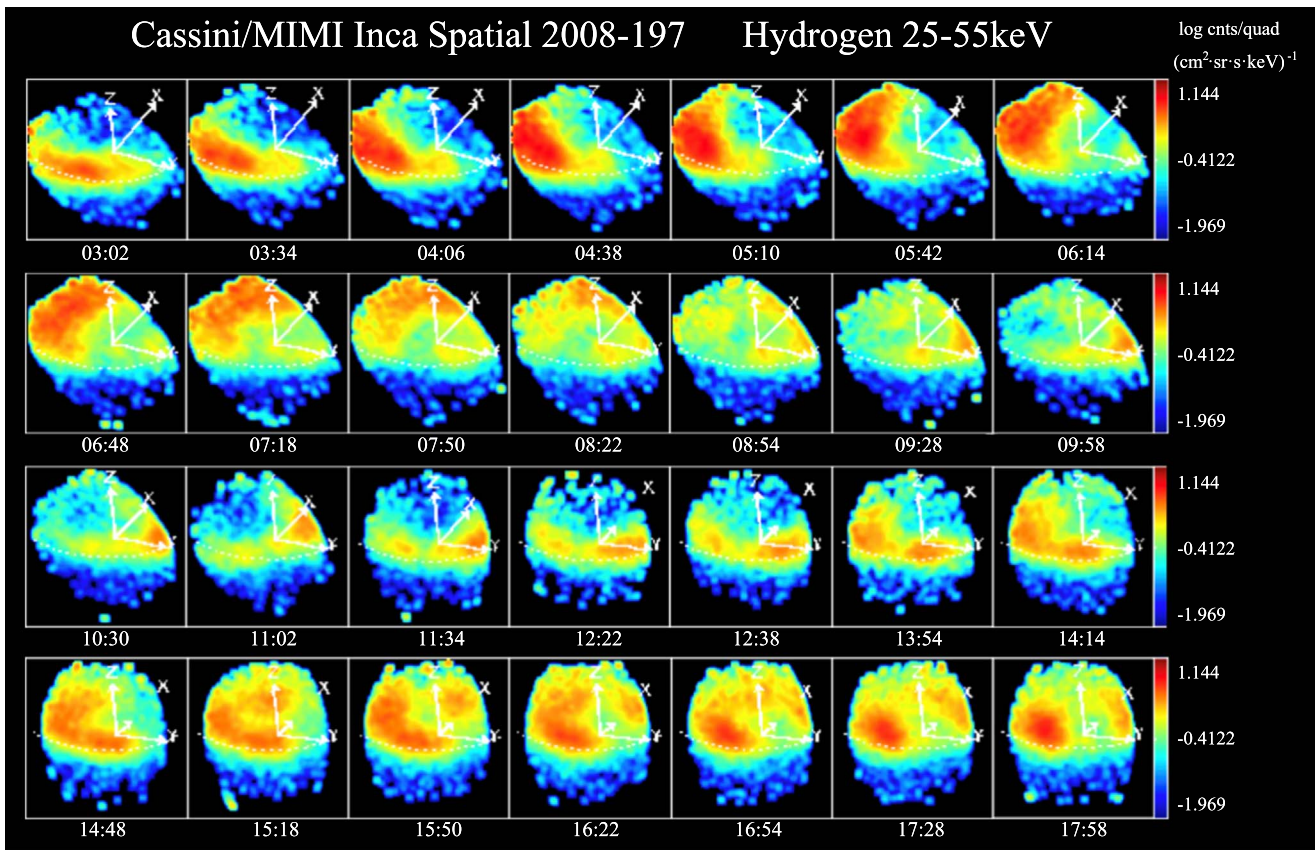 Cassini/MIMI Inca Spatial 2008-197 Hydrogen 25-55keV
log cnts/quad
(cm²·sr·s·keV)⁻¹
Z X Y Z X Y Z X Y Z X Y Z X Y Z X Y Z X Y
1.144
-0.4122
-1.969
03:02 03:34 04:06 04:38 05:10 05:42 06:14
Z X Y Z X Y Z X Y Z X Y Z X Y Z X Y Z X Y
1.144
-0.4122
-1.969
06:48 07:18 07:50 08:22 08:54 09:28 09:58
Z X Y Z X Y Z X Y Z X Y Z X Y Z X Y Z X Y
1.144
-0.4122
-1.969
10:30 11:02 11:34 12:22 12:38 13:54 14:14
Z X Y Z X Y Z X Y Z X Y Z X Y Z X Y Z X Y
1.144
-0.4122
-1.969
14:48 15:18 15:50 16:22 16:54 17:28 17:58